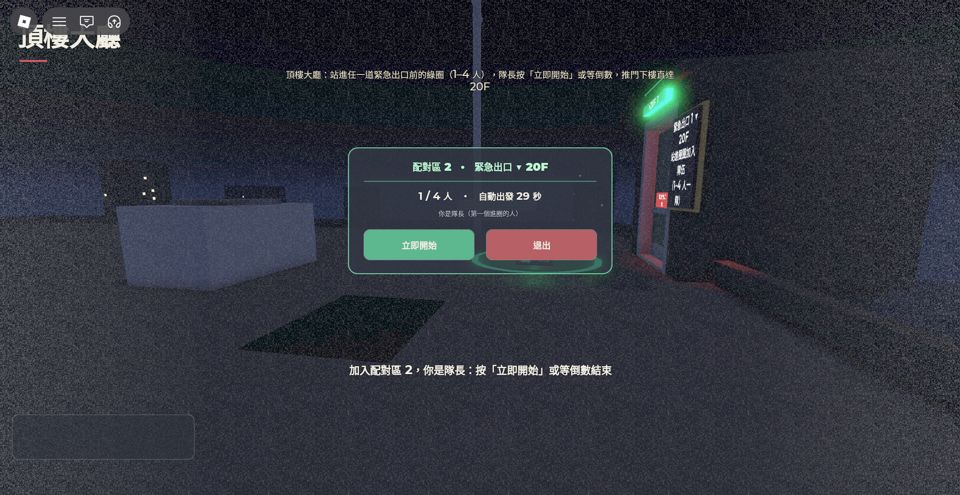 頂樓大廳
頂樓大廳：站進任一道緊急出口前的綠圈（1–4 人），隊長按「立即開始」或等倒數，推門下樓直達
20F
緊急出口 1 ▼
20F
配對區 2 • 緊急出口 ▼ 20F
1 / 4 人 • 自動出發 29 秒
你是隊長（第一個進圈的人）
立即開始
退出
加入配對區 2，你是隊長：按「立即開始」或等倒數結束